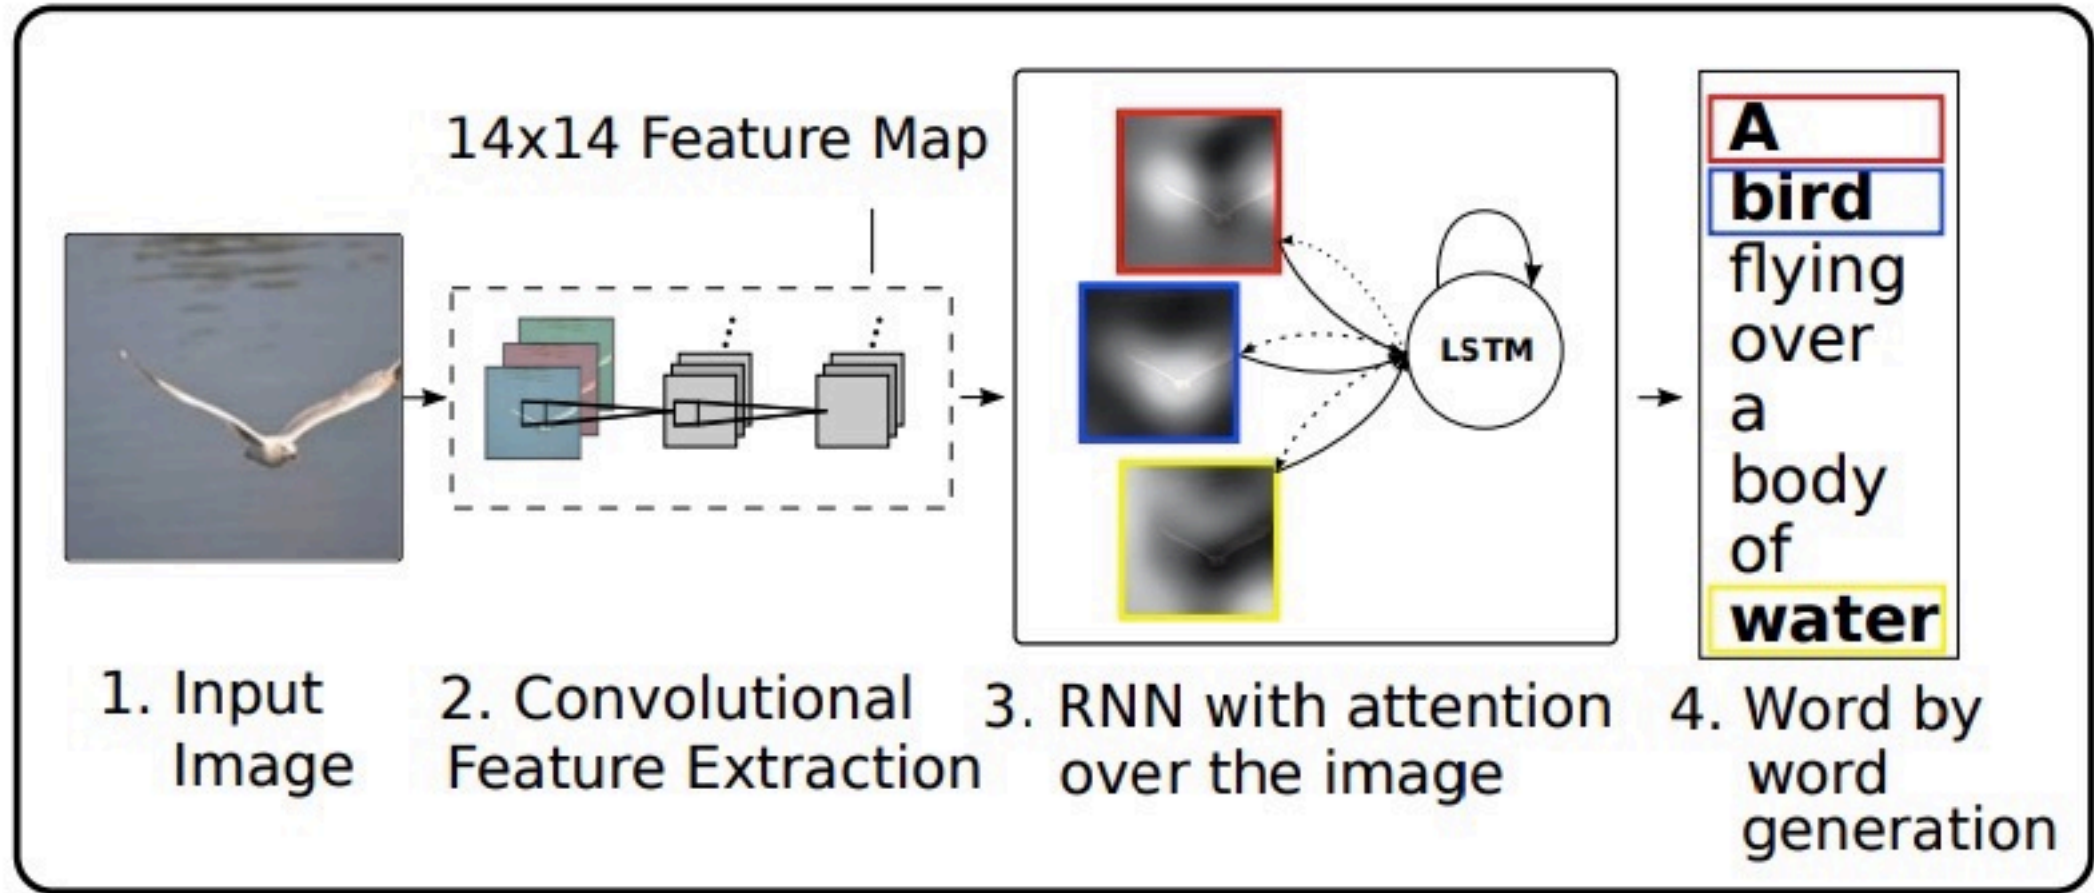 14x14 Feature Map
LSTM
A
bird
flying
over
a
body
of
water
1. Input
Image
2. Convolutional
Feature Extraction
3. RNN with attention
over the image
4. Word by
word
generation